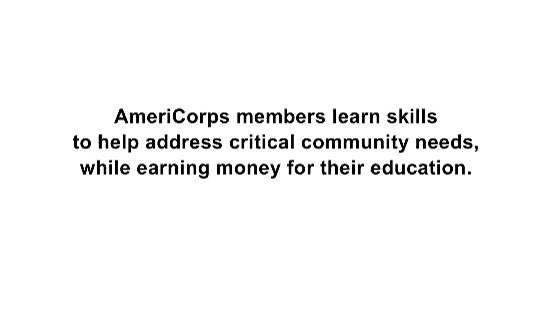 AmeriCorps members learn skills
to help address critical community needs,
while earning money for their education.